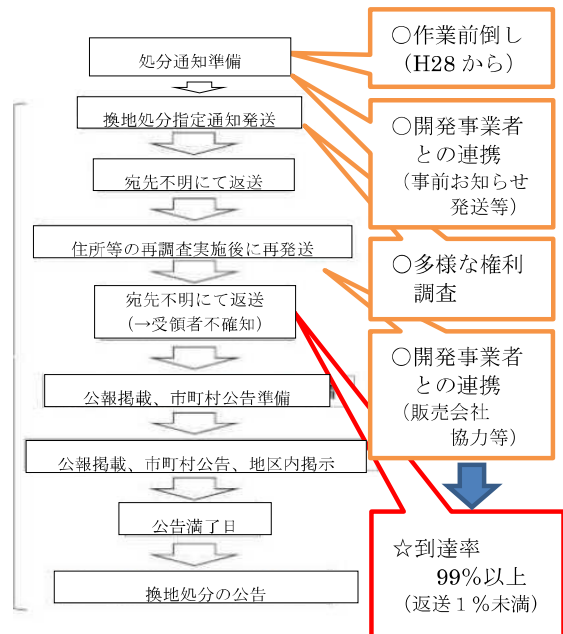 処分通知準備
換地処分指定通知発送
宛先不明にて返送
住所等の再調査実施後に再発送
宛先不明にて返送
(→受領者不確知)
公報掲載、市町村公告準備
公報掲載、市町村公告、地区内掲示
公告満了日
換地処分の公告
○作業前倒し
(H28 から)
○開発事業者
との連携
(事前お知らせ
発送等)
○多様な権利
調査
○開発事業者
との連携
(販売会社
協力等)
☆到達率
99%以上
(返送１%未満)